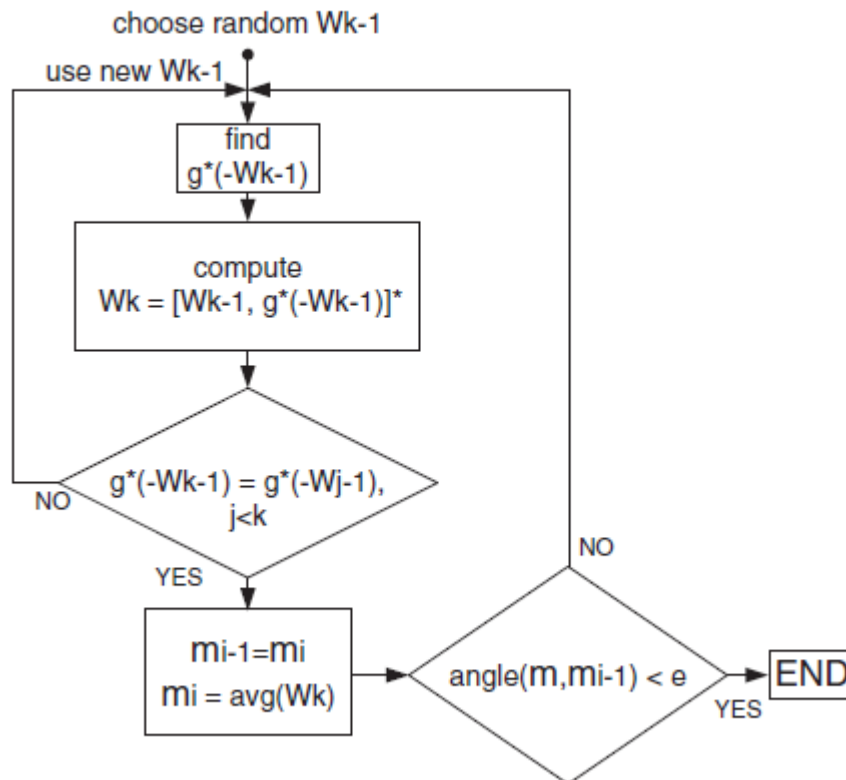 choose random Wk-1
use new Wk-1
find
g*(-Wk-1)
compute
Wk = [Wk-1, g*(-Wk-1)]*
g*(-Wk-1) = g*(-Wj-1),
j<k
NO
YES
mi-1=mi
mi = avg(Wk)
NO
angle(m,mi-1) < e
YES
END